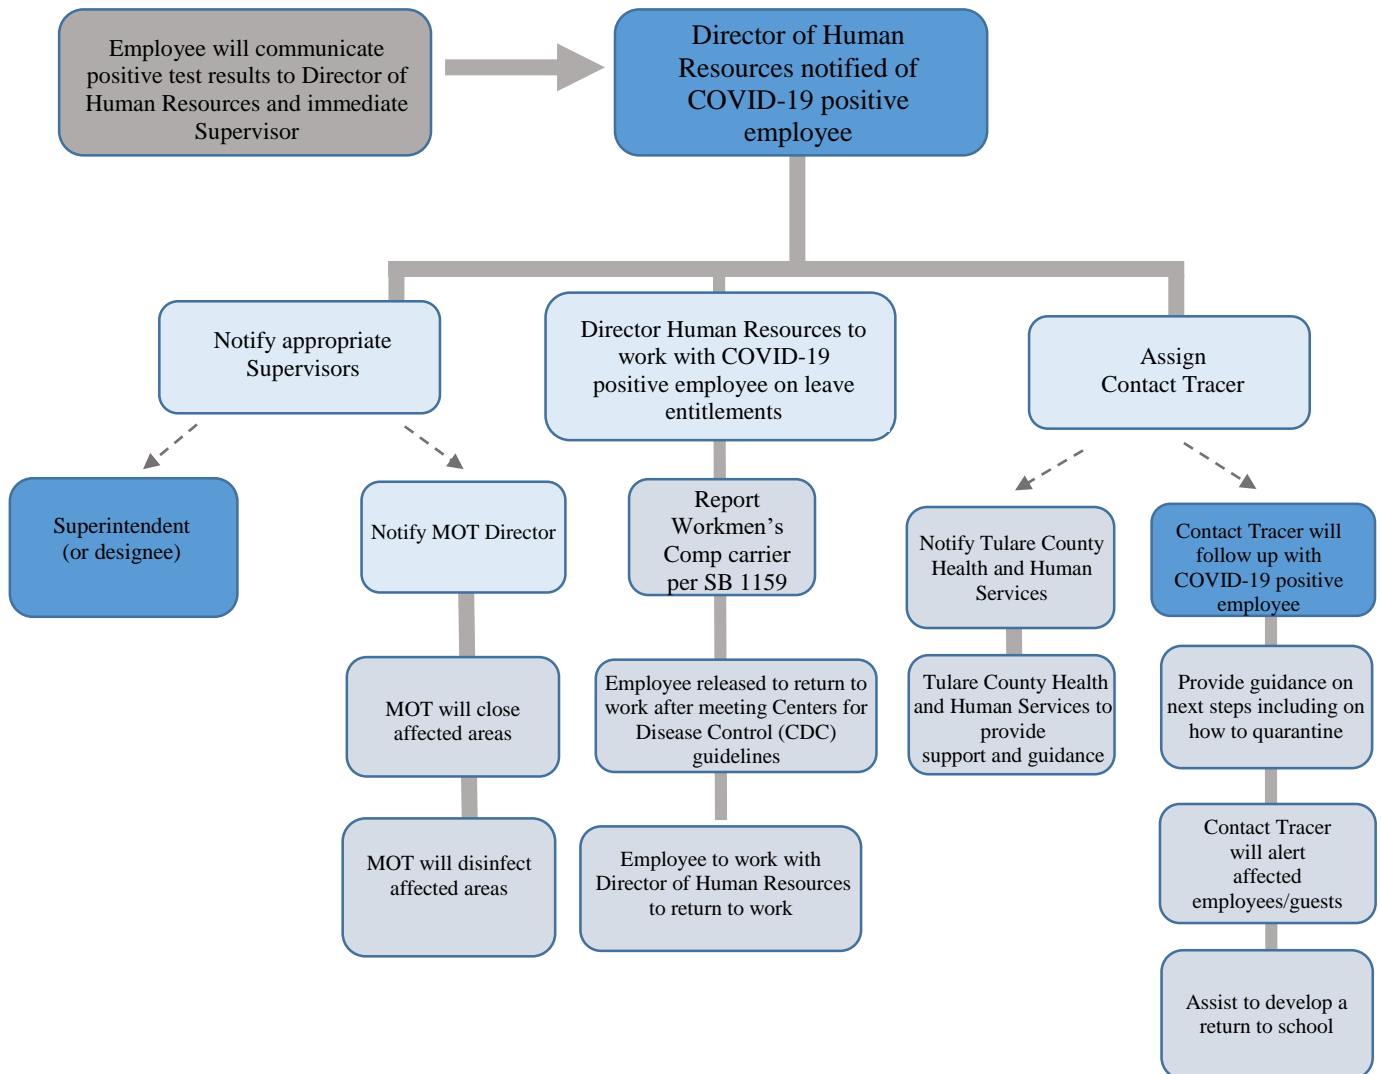 Employee will communicate
positive test results to Director of
Human Resources and immediate
Supervisor
Director of Human
Resources notified of
COVID-19 positive
employee
Notify appropriate
Supervisors
Director Human Resources to
work with COVID-19
positive employee on leave
entitlements
Assign
Contact Tracer
Superintendent
(or designee)
Notify MOT Director
Report
Workmen's
Comp carrier
per SB 1159
Notify Tulare County
Health and Human
Services
Contact Tracer will
follow up with
COVID-19 positive
employee
MOT will close
affected areas
Employee released to return to
work after meeting Centers for
Disease Control (CDC)
guidelines
Tulare County Health
and Human Services to
provide
support and guidance
Provide guidance on
next steps including on
how to quarantine
MOT will disinfect
affected areas
Employee to work with
Director of Human Resources
to return to work
Contact Tracer
will alert
affected
employees/guests
Assist to develop a
return to school